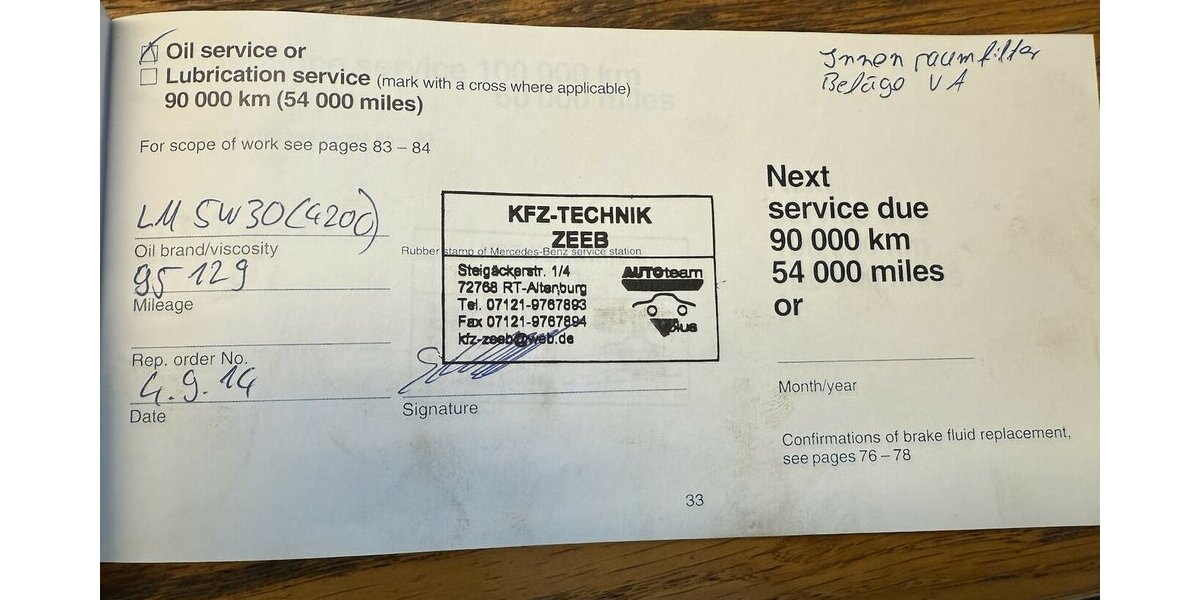 Oil service or
Lubrication service (mark with a cross where applicable)
90 000 km (54 000 miles)
For scope of work see pages 83 – 84
LM 5W30 (4200)
Oil brand/viscosity
95 129
Mileage
Rep. order No.
4.9.14
Date
Rubber stamp of Mercedes-Benz service station
KFZ-TECHNIK
ZEEB
Steigäckerstr. 1/4
72768 RT-Altenburg
Tel. 07121-9767893
Fax 07121-9767894
kfz-zeeb@web.de
AUTOteam
plus
Signature
Innenraumfilter
Beläge VA
Next
service due
90 000 km
54 000 miles
or
Month/year
Confirmations of brake fluid replacement,
see pages 76 – 78
33